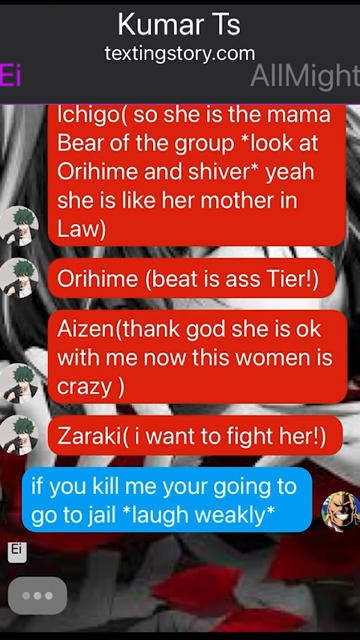 Kumar Ts
textingstory.com
Ei
AllMight
Ichigo( so she is the mama
Bear of the group *look at
Orihime and shiver* yeah
she is like her mother in
Law)
Orihime (beat is ass Tier!)
Aizen(thank god she is ok
with me now this women is
crazy )
Zaraki( i want to fight her!)
if you kill me your going to
go to jail *laugh weakly*
Ei